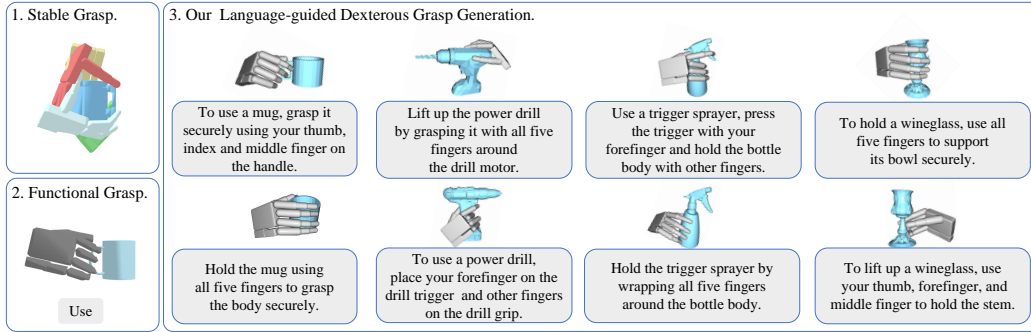 1. Stable Grasp.
2. Functional Grasp.
Use
3. Our Language-guided Dexterous Grasp Generation.
To use a mug, grasp it
securely using your thumb,
index and middle finger on
the handle.
Lift up the power drill
by grasping it with all five
fingers around
the drill motor.
Use a trigger sprayer, press
the trigger with your
forefinger and hold the bottle
body with other fingers.
To hold a wineglass, use all
five fingers to support
its bowl securely.
Hold the mug using
all five fingers to grasp
the body securely.
To use a power drill,
place your forefinger on the
drill trigger and other fingers
on the drill grip.
Hold the trigger sprayer by
wrapping all five fingers
around the bottle body.
To lift up a wineglass, use
your thumb, forefinger, and
middle finger to hold the stem.